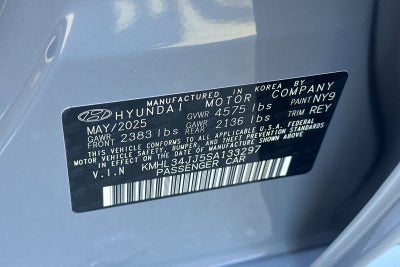 MANUFACTURED IN KOREA BY
HYUNDAI MOTOR COMPANY
MAY/2025 GVWR 4575 lbs PAINT NY9
GAWR FRONT 2383 lbs GAWR REAR 2136 lbs TRIM REY
THIS VEHICLE CONFORMS TO ALL APPLICABLE U.S. FEDERAL
MOTOR VEHICLE SAFETY, BUMPER, AND THEFT PREVENTION STANDARDS
IN EFFECT ON THE DATE OF MANUFACTURE SHOWN ABOVE.
V.I.N KMHL34JJ5SA133297
PASSENGER CAR